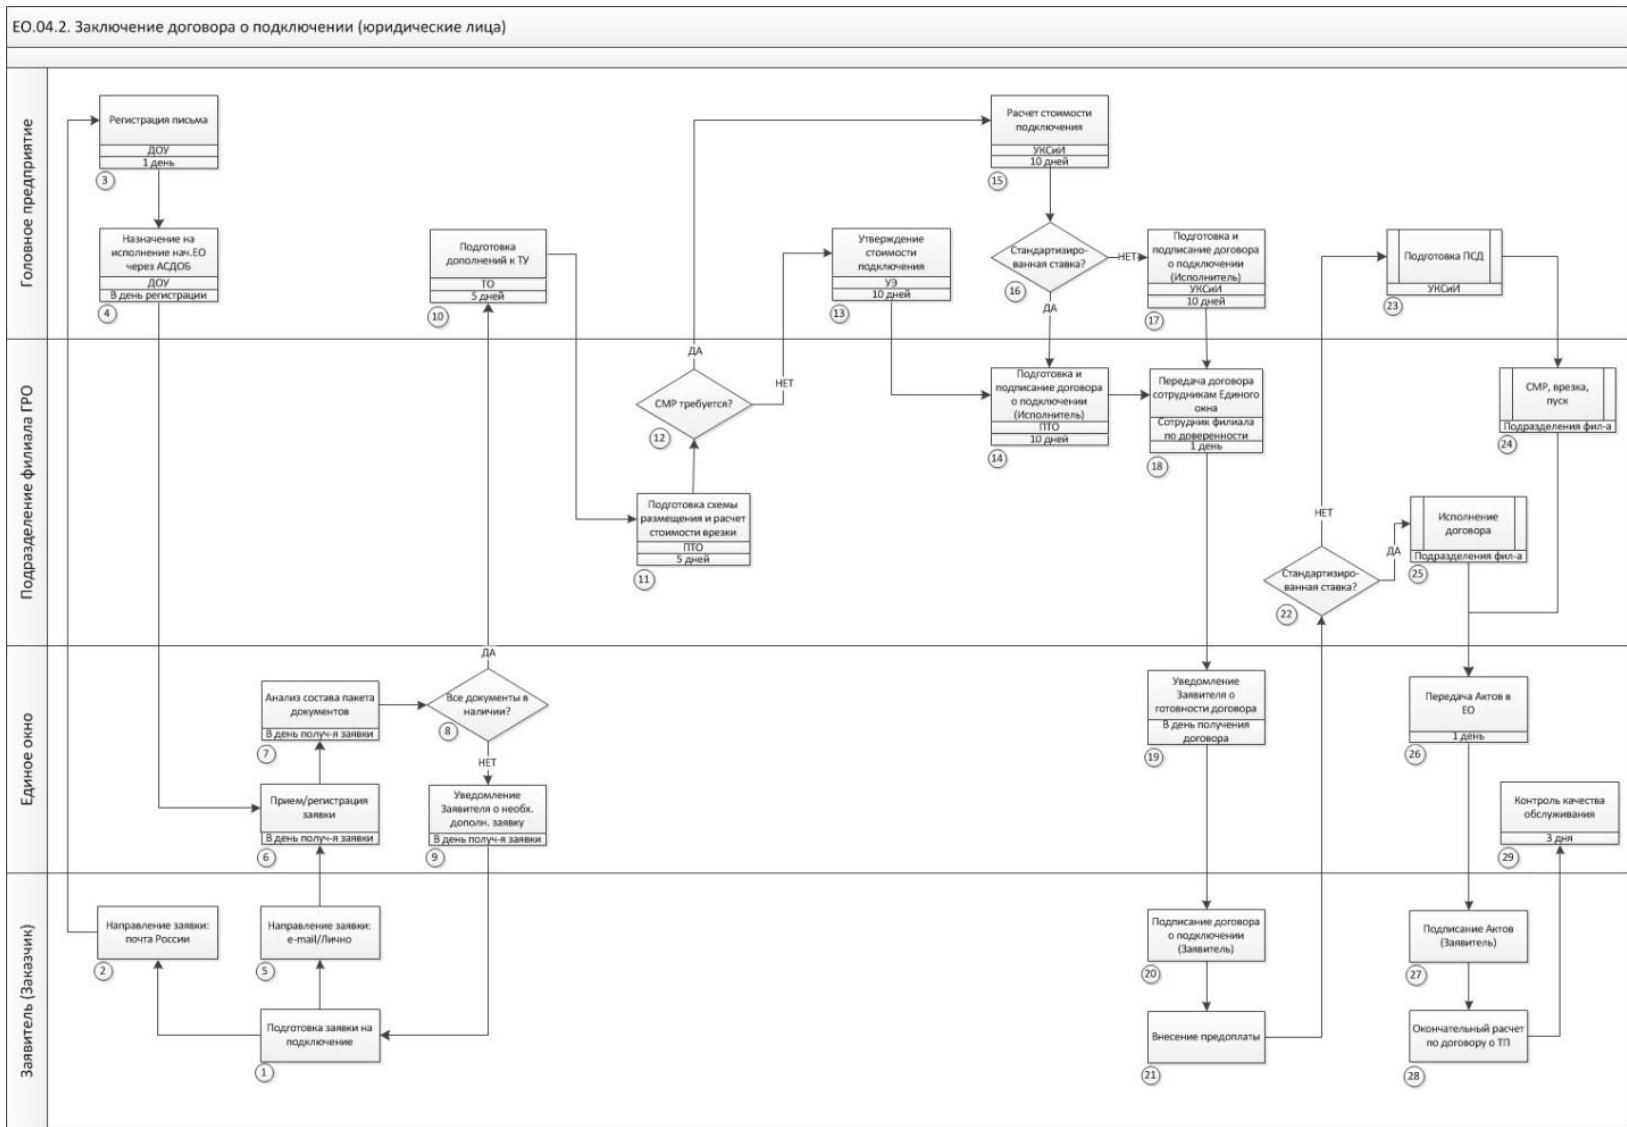 ЕО.04.2. Заключение договора о подключении (юридические лица)
Головное предприятие
Регистрация письма
ДОУ
1 день
3
Назначение на
исполнение нач.ЕО
через АСДОБ
ДОУ
В день регистрации
4
Подготовка
дополнений к ТУ
ТО
5 дней
10
Утверждение
стоимости
подключения
УЭ
10 дней
13
Расчет стоимости
подключения
УКСиИ
10 дней
15
Стандартизиро-
ванная ставка?
16
НЕТ
ДА
Подготовка и
подписание договора
о подключении
(Исполнитель)
УКСиИ
10 дней
17
Подготовка ПСД
УКСиИ
23
Подразделение филиала ГРО
ДА
СМР требуется?
НЕТ
12
Подготовка схемы
размещения и расчет
стоимости врезки
ПТО
5 дней
11
Подготовка и
подписание договора
о подключении
(Исполнитель)
ПТО
10 дней
14
Передача договора
сотрудникам Единого
окна
Сотрудник филиала
по доверенности
1 день
18
СМР, врезка,
пуск
Подразделения фил-а
24
НЕТ
Стандартизиро-
ванная ставка?
22
ДА
Исполнение
договора
Подразделения фил-а
25
Единое окно
Анализ состава пакета
документов
В день получ-я заявки
7
ДА
Все документы в
наличии?
8
НЕТ
Прием/регистрация
заявки
В день получ-я заявки
6
Уведомление
Заявителя о необх.
дополн. заявку
В день получ-я заявки
9
Уведомление
Заявителя о
готовности договора
В день получения
договора
19
Передача Актов в
ЕО
1 день
26
Контроль качества
обслуживания
3 дня
29
Заявитель (Заказчик)
Направление заявки:
почта России
2
Направление заявки:
e-mail/Лично
5
Подготовка заявки на
подключение
1
Подписание договора
о подключении
(Заявитель)
20
Внесение предоплаты
21
Подписание Актов
(Заявитель)
27
Окончательный расчет
по договору о ТП
28